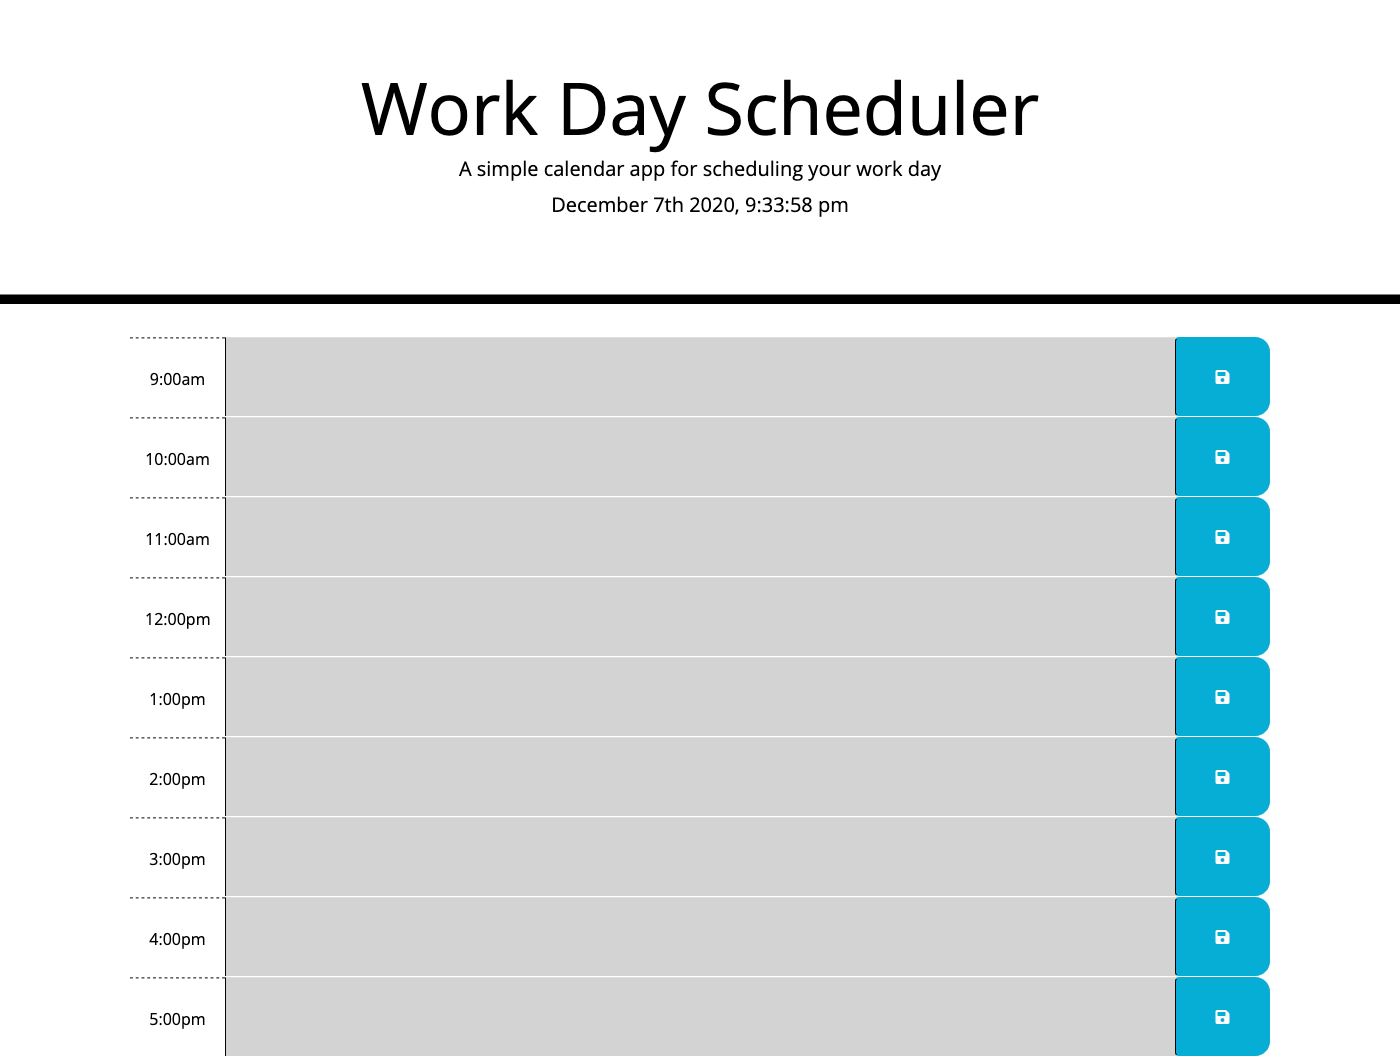 Work Day Scheduler
A simple calendar app for scheduling your work day
December 7th 2020, 9:33:58 pm
9:00am
10:00am
11:00am
12:00pm
1:00pm
2:00pm
3:00pm
4:00pm
5:00pm